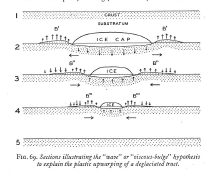 1
CRUST
SUBSTRATUM
B'
B'
2
ICE CAP
B"
B"
3
ICE
B'''
B'''
4
ICE
5
FIG. 69. Sections illustrating the "wave" or "viscous-bulge" hypothesis
to explain the plastic upwarping of a deglaciated tract.